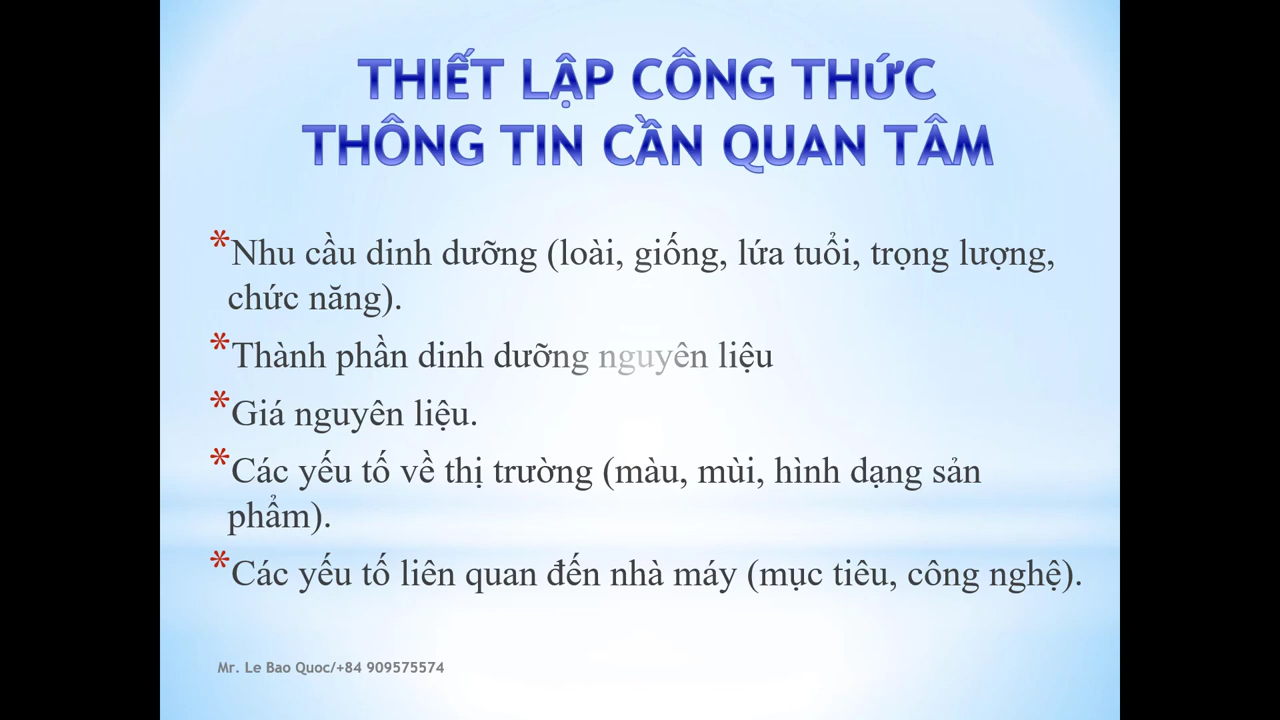 THIẾT LẬP CÔNG THỨC
THÔNG TIN CẦN QUAN TÂM
*Nhu cầu dinh dưỡng (loài, giống, lứa tuổi, trọng lượng,
chức năng).
*Thành phần dinh dưỡng nguyên liệu
*Giá nguyên liệu.
*Các yếu tố về thị trường (màu, mùi, hình dạng sản
phẩm).
*Các yếu tố liên quan đến nhà máy (mục tiêu, công nghệ).
Mr. Le Bao Quoc/+84 909575574